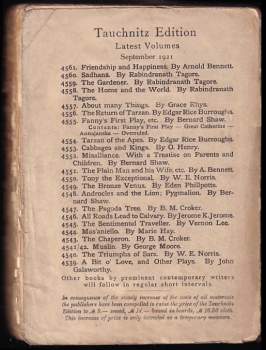 Tauchnitz Edition
Latest Volumes
September 1921
4561. Friendship and Happiness. By Arnold Bennett.
4560. Sadhana. By Rabindranath Tagore.
4559. The Gardener. By Rabindranath Tagore.
4558. The Home and the World. By Rabindranath
Tagore.
4557. About many Things. By Grace Rhys.
4556. The Return of Tarzan. By Edgar Rice Burroughs.
4555. Fanny's First Play, etc. By Bernard Shaw.
Contents: Fanny's First Play — Great Catherine —
Annajanska — Overruled.
4554. Tarzan of the Apes. By Edgar Rice Burroughs.
4553. Cabbages and Kings. By O. Henry.
4552. Misalliance. With a Treatise on Parents and
Children. By Bernard Shaw.
4551. The Plain Man and his Wife, etc. By A. Bennett.
4550. Tony the Exceptional. By W. E. Norris.
4549. The Bronze Venus. By Eden Phillpotts.
4548. Androcles and the Lion; Pygmalion. By Bernard
Shaw.
4547. The Pagoda Tree. By B. M. Croker.
4546. All Roads Lead to Calvary. By Jerome K. Jerome.
4545. The Sentimental Traveller. By Vernon Lee.
4544. Mas'aniello. By Marie Hay.
4543. The Chaperon. By B. M. Croker.
4541/42. Muslin. By George Moore.
4540. The Triumphs of Sara. By W. E. Norris.
4539. A Bit o' Love, and Other Plays. By John
Galsworthy.
Other books by prominent contemporary writers
will follow in regular short intervals.
In consequence of the steady increase of the costs of all materials
the publishers have been compelled to raise the price of the Tauchnitz
Edition to
This increase of price is only intended as a temporary measure.